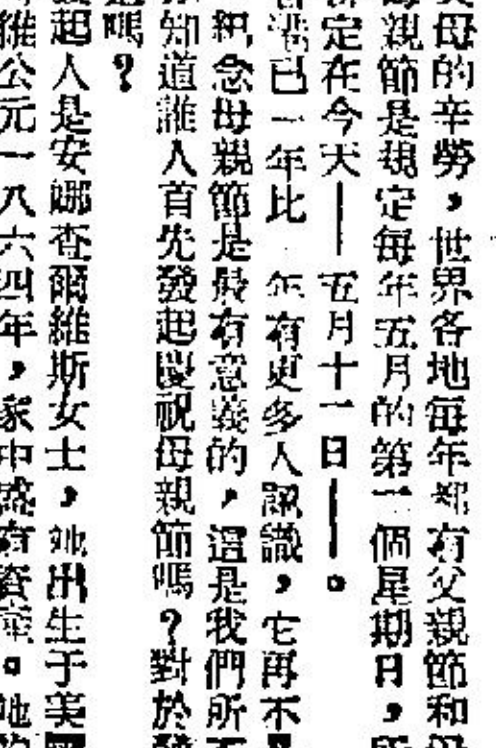 母的辛勞,世界各地每年都有父親節和母
親節是規定每年五月的第二個星期日,所
定在今天——五月十一日——。
已一年比一年有更多人認識,它再不
紀念母親節是最有意義的,這是我們所不
知道誰人首先發起慶祝母親節嗎?對於發
嗎?
起人是安娜查爾維斯女士,她出生于美國
維公元一八六四年,家中盛有資產。她的